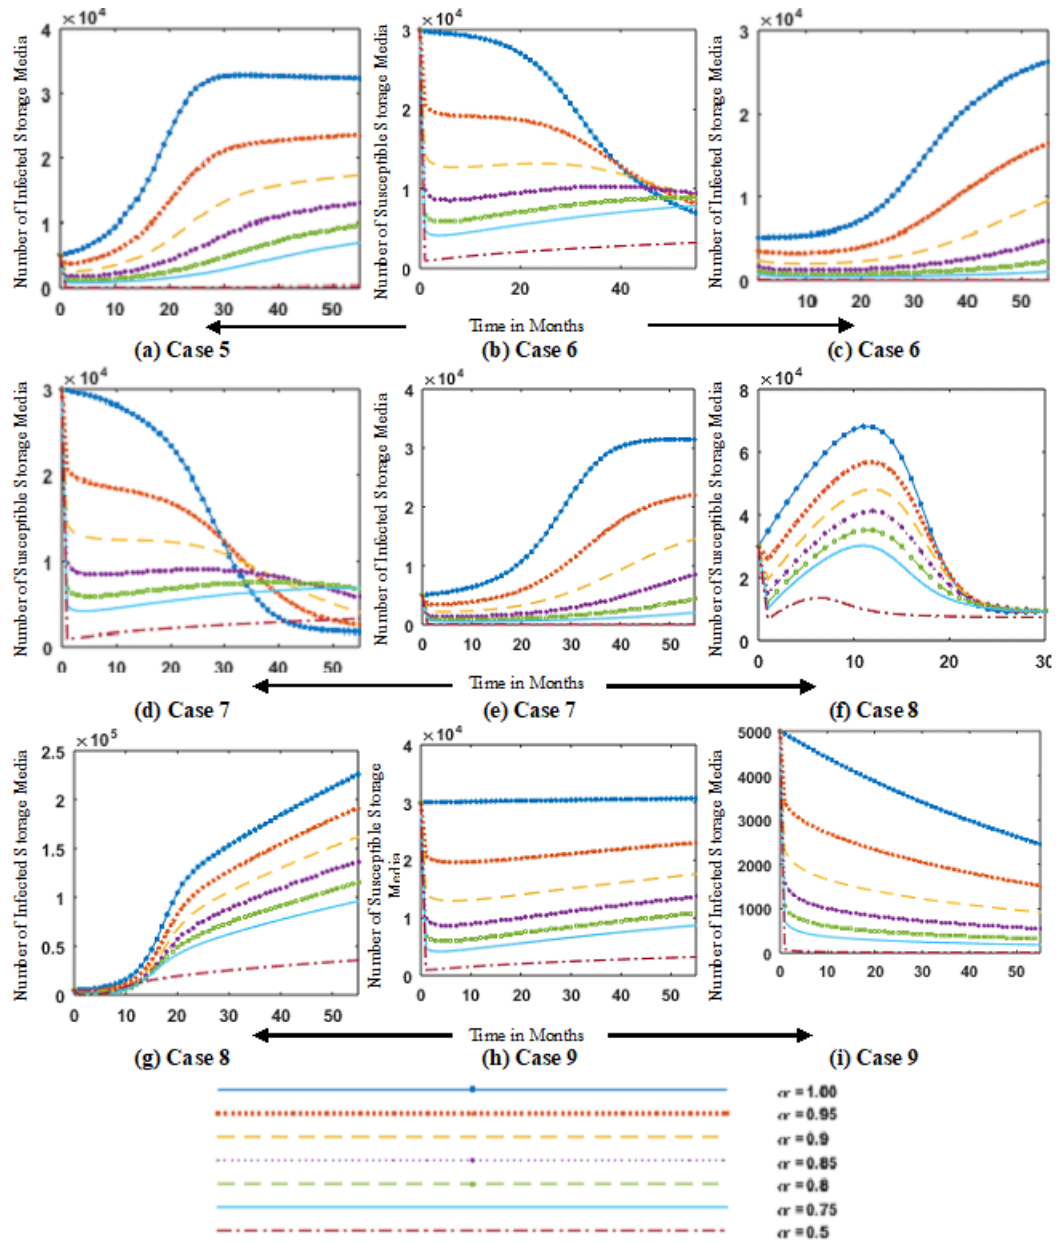 ×10⁴
Number of Infected Storage Media
4
3
2
1
0
0 10 20 30 40 50
(a) Case 5
×10⁴
Number of Susceptible Storage Media
3
2
1
0
20 40
Time in Months
(b) Case 6
Number of Infected Storage Media
×10⁴
3
2
1
0
10 20 30 40 50
(c) Case 6
×10⁴
Number of Susceptible Storage Media
3
2
1
0
0 10 20 30 40 50
(d) Case 7
×10⁴
Number of Infected Storage Media
4
3
2
1
0
0 10 20 30 40 50
Time in Months
(e) Case 7
×10⁴
Number of Susceptible Storage Media
8
6
4
2
0
0 10 20 30
(f) Case 8
×10⁵
Number of Infected Storage Media
2.5
2
1.5
1
0.5
0
0 10 20 30 40 50
(g) Case 8
×10⁴
Number of Susceptible Storage
Media
4
3
2
1
0
0 10 20 30 40 50
Time in Months
(h) Case 9
Number of Infected Storage Media
5000
4000
3000
2000
1000
0
0 10 20 30 40 50
(i) Case 9
α = 1.00
α = 0.95
α = 0.9
α = 0.85
α = 0.8
α = 0.75
α = 0.5